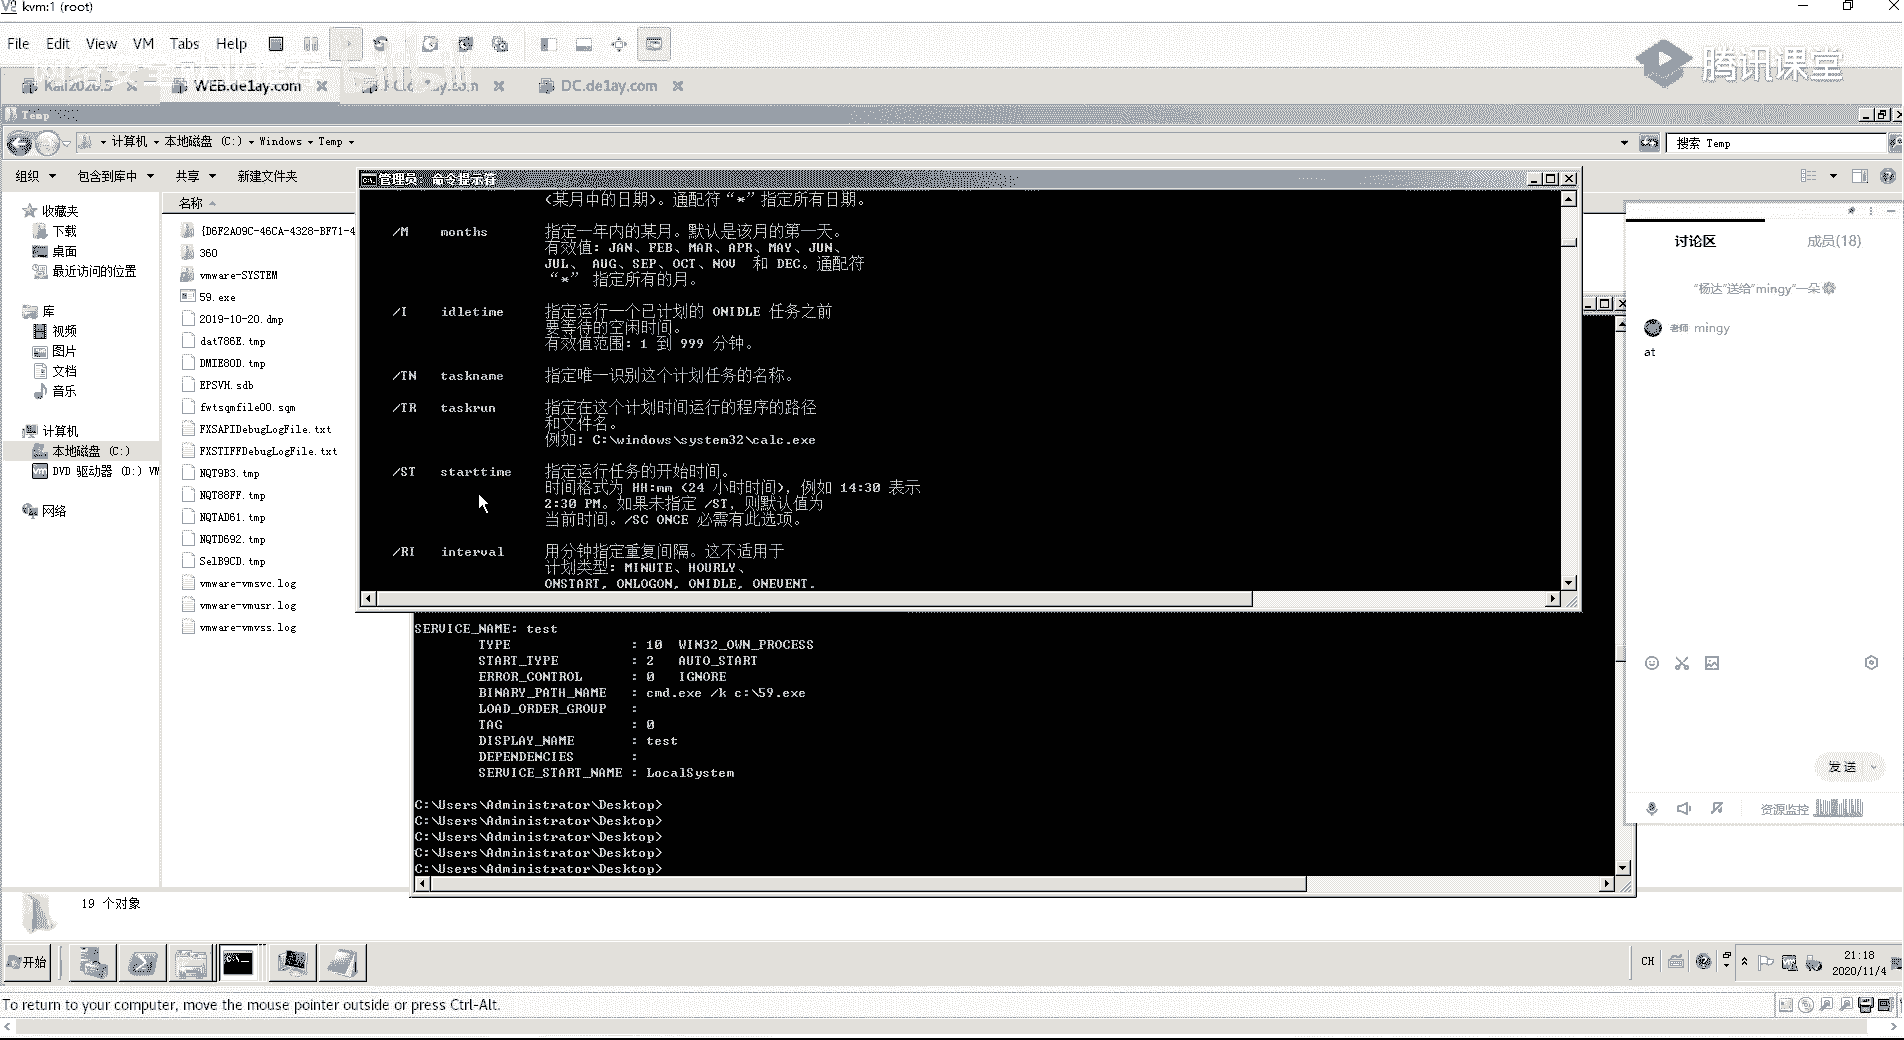 kvm:1 (root)
File Edit View VM Tabs Help
腾讯课堂
Kali2020.3
WEB.de1ay.com
DC.de1ay.com
Temp
计算机 本地磁盘 (C:) Windows Temp
搜索 Temp
组织 包含到库中 共享 新建文件夹
收藏夹
下载
桌面
最近访问的位置
库
视频
图片
文档
音乐
计算机
本地磁盘 (C:)
DVD 驱动器 (D:) VM
网络
名称
{D6F2A09C-46CA-4328-BF71-4
360
vmware-SYSTEM
59.exe
2019-10-20.dmp
dat786E.tmp
DMIE80D.tmp
EPSVH.sdb
fwtsqmfile00.sqm
FXSAPIDebugLogFile.txt
FXSTIFFDebugLogFile.txt
NQT9B3.tmp
NQT88FF.tmp
NQTAD61.tmp
NQTD692.tmp
SelB9CD.tmp
vmware-vmsvc.log
vmware-vmusr.log
vmware-vmvss.log
管理员: 命令提示符
(某月中的日期)。通配符“*”指定所有日期。
/M months 指定一年内的某月。默认是该月的第一天。
有效值: JAN、FEB、MAR、APR、MAY、JUN、
JUL、 AUG、SEP、OCT、NOV 和 DEC。通配符
“*” 指定所有的月。
/I idletime 指定运行一个已计划的 ONIDLE 任务之前
要等待的空闲时间。
有效值范围: 1 到 999 分钟。
/TN taskname 指定唯一识别这个计划任务的名称。
/TR taskrun 指定在这个计划时间运行的程序的路径
和文件名。
例如: C:\windows\system32\calc.exe
/ST starttime 指定运行任务的开始时间。
时间格式为 HH:mm (24 小时时间)，例如 14:30 表示
2:30 PM。如果未指定 /ST，则默认值为
当前时间。/SC ONCE 必需有此选项。
/RI interval 用分钟指定重复间隔。这不适用于
计划类型: MINUTE、HOURLY、
ONSTART, ONLOGON, ONIDLE, ONEVENT.
SERVICE_NAME: test
TYPE : 10 WIN32_OWN_PROCESS
START_TYPE : 2 AUTO_START
ERROR_CONTROL : 0 IGNORE
BINARY_PATH_NAME : cmd.exe /k c:\59.exe
LOAD_ORDER_GROUP :
TAG : 0
DISPLAY_NAME : test
DEPENDENCIES :
SERVICE_START_NAME : LocalSystem
C:\Users\Administrator\Desktop>
C:\Users\Administrator\Desktop>
C:\Users\Administrator\Desktop>
C:\Users\Administrator\Desktop>
C:\Users\Administrator\Desktop>
讨论区 成员(18)
“杨达”送给“mingy”一朵
老师 mingy
at
发送
资源监控
19 个对象
开始
CH
21:18
2020/11/4
To return to your computer, move the mouse pointer outside or press Ctrl-Alt.